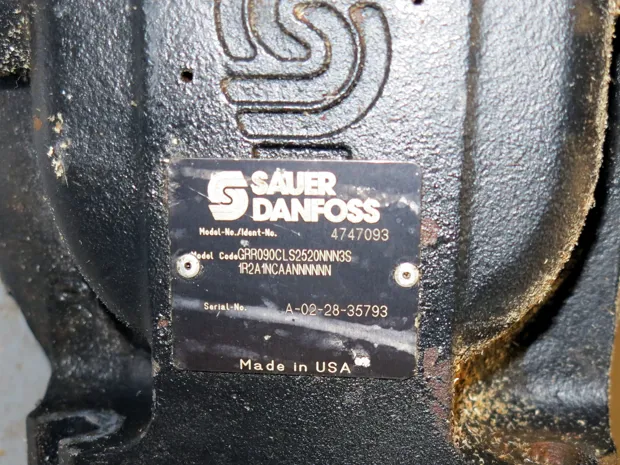 SAUER
DANFOSS
Model-No./Ident-No. 4747093
Model Code GRR090CLS2520NNN3S
1R2A1NCAANNNNNN
Serial-No. A-02-28-35793
Made in USA